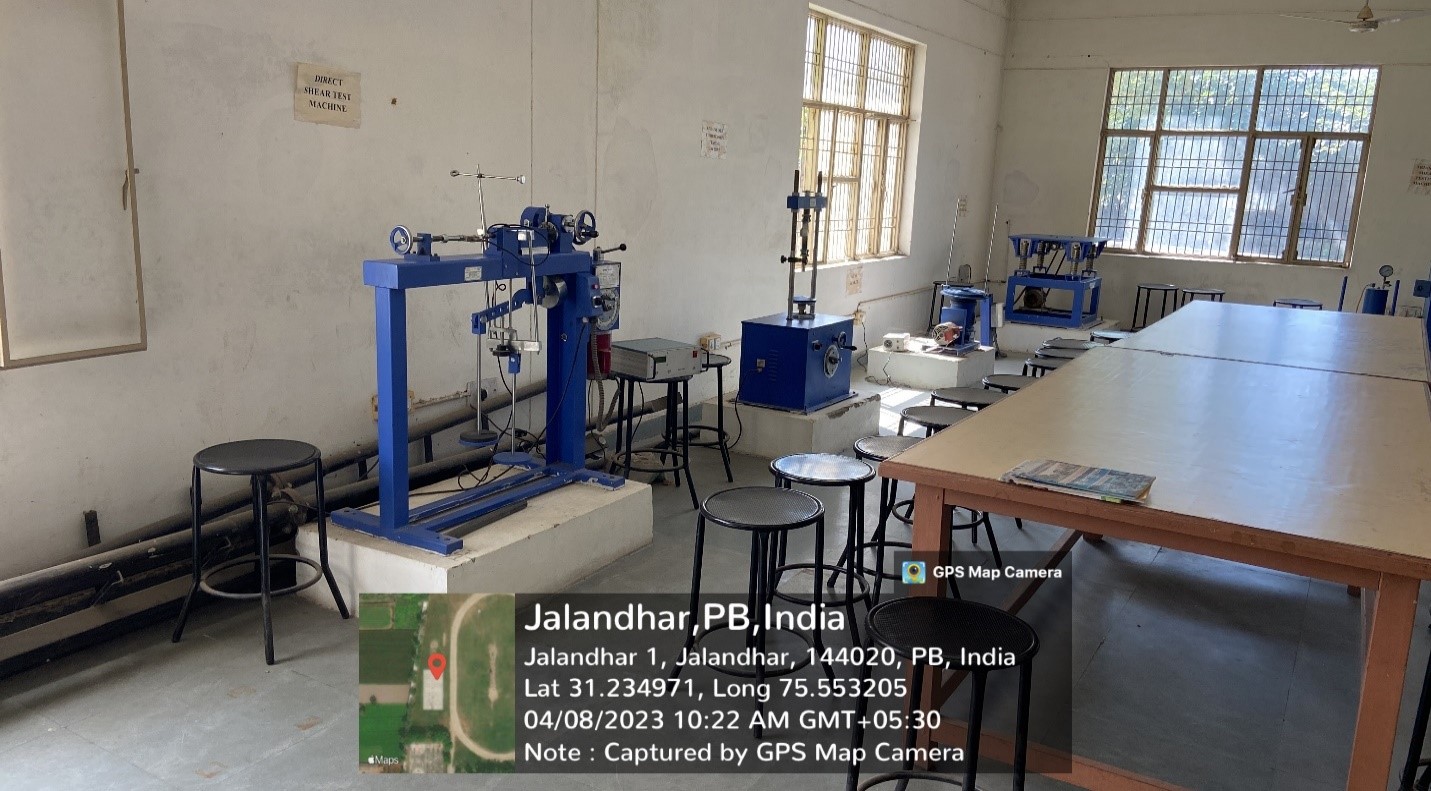 DIRECT
SHEAR TEST
MACHINE
GPS Map Camera
Jalandhar,PB,India
Jalandhar 1, Jalandhar, 144020, PB, India
Lat 31.234971, Long 75.553205
04/08/2023 10:22 AM GMT+05:30
Note : Captured by GPS Map Camera
Maps